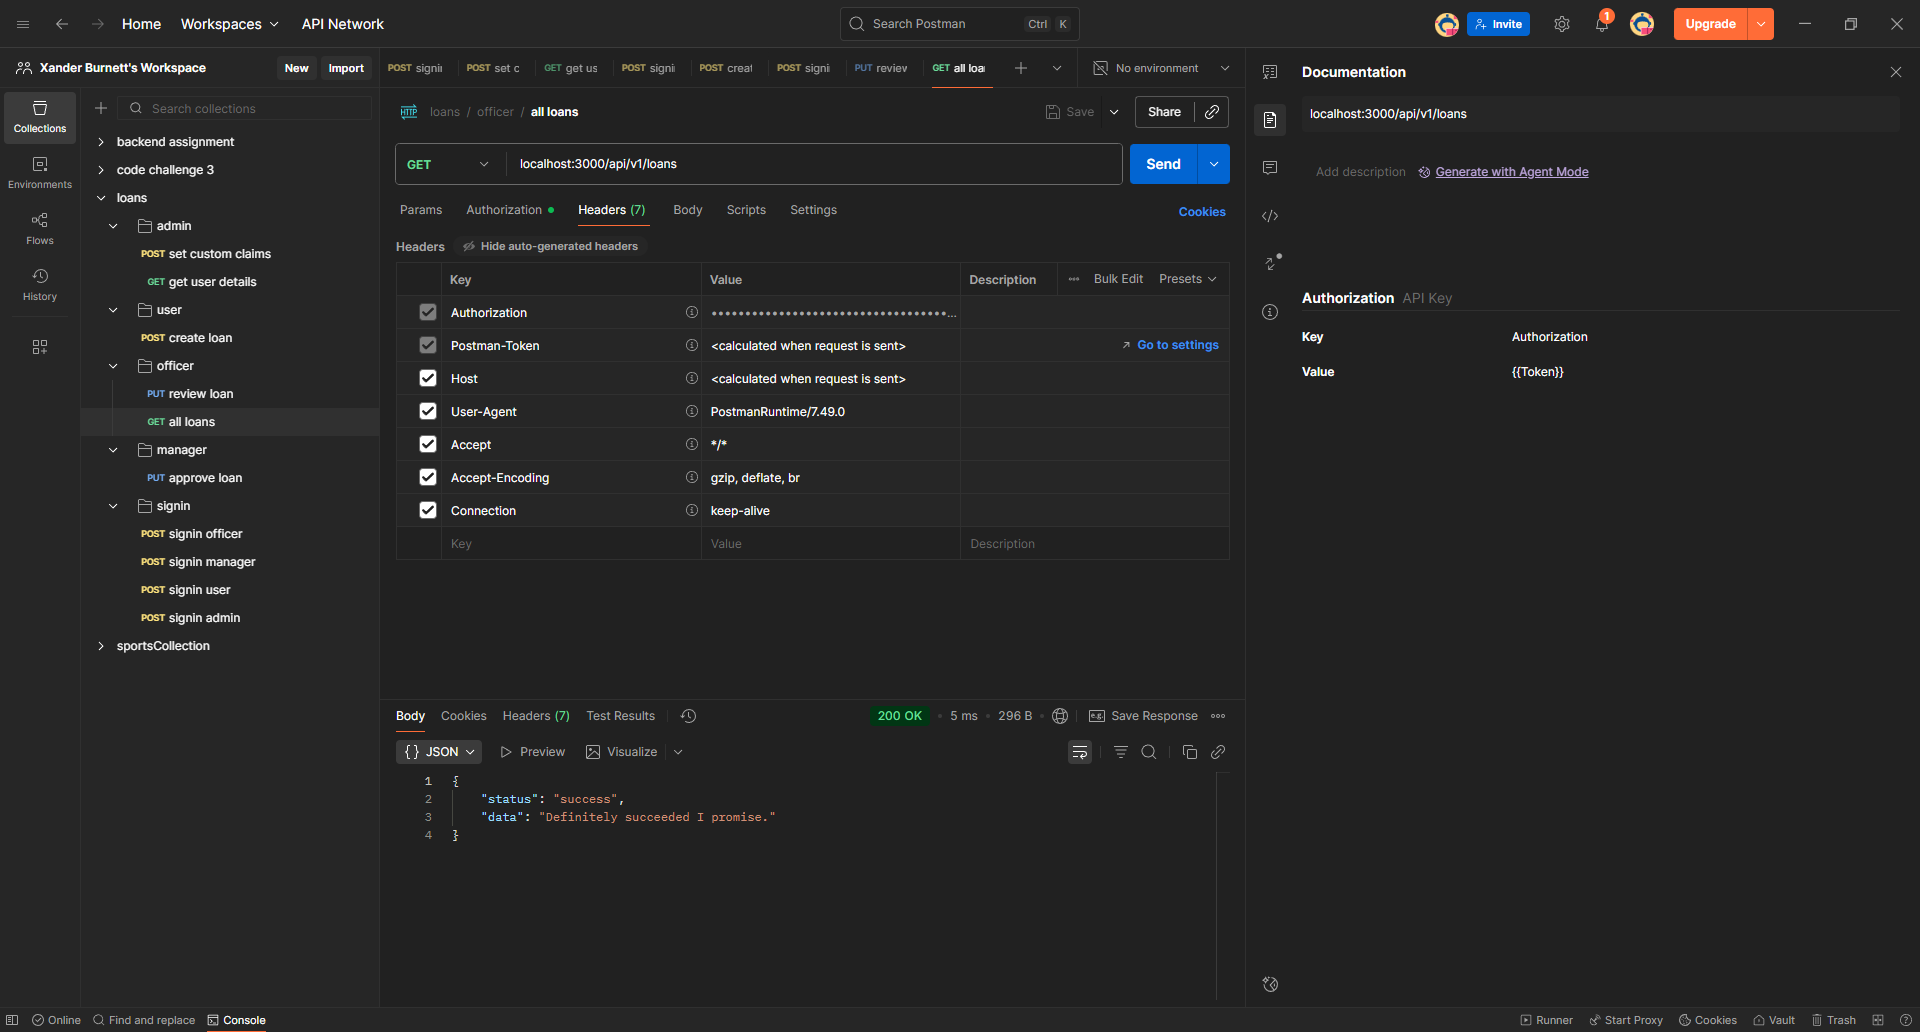 Home Workspaces API Network
Search Postman Ctrl K
Invite 1 Upgrade
Xander Burnett's Workspace New Import
POST signi POST set c GET get us POST signi POST creat POST signi PUT review GET all loa
No environment
Collections
Environments
Flows
History
Search collections
backend assignment
code challenge 3
loans
admin
POST set custom claims
GET get user details
user
POST create loan
officer
PUT review loan
GET all loans
manager
PUT approve loan
signin
POST signin officer
POST signin manager
POST signin user
POST signin admin
sportsCollection
HTTP loans / officer / all loans
Save Share
GET localhost:3000/api/v1/loans Send
Params Authorization Headers (7) Body Scripts Settings Cookies
Headers Hide auto-generated headers
Key Value Description Bulk Edit Presets
Authorization ••••••••••••••••••••••••••••••••••••...
Postman-Token <calculated when request is sent> Go to settings
Host <calculated when request is sent>
User-Agent PostmanRuntime/7.49.0
Accept */*
Accept-Encoding gzip, deflate, br
Connection keep-alive
Key Value Description
Body Cookies Headers (7) Test Results
200 OK • 5 ms • 296 B • e.g. Save Response
{} JSON Preview Visualize
1 {
2 "status": "success",
3 "data": "Definitely succeeded I promise."
4 }
Documentation
localhost:3000/api/v1/loans
Add description Generate with Agent Mode
Authorization API Key
Key Authorization
Value {{Token}}
Online Find and replace Console
Runner Start Proxy Cookies Vault Trash